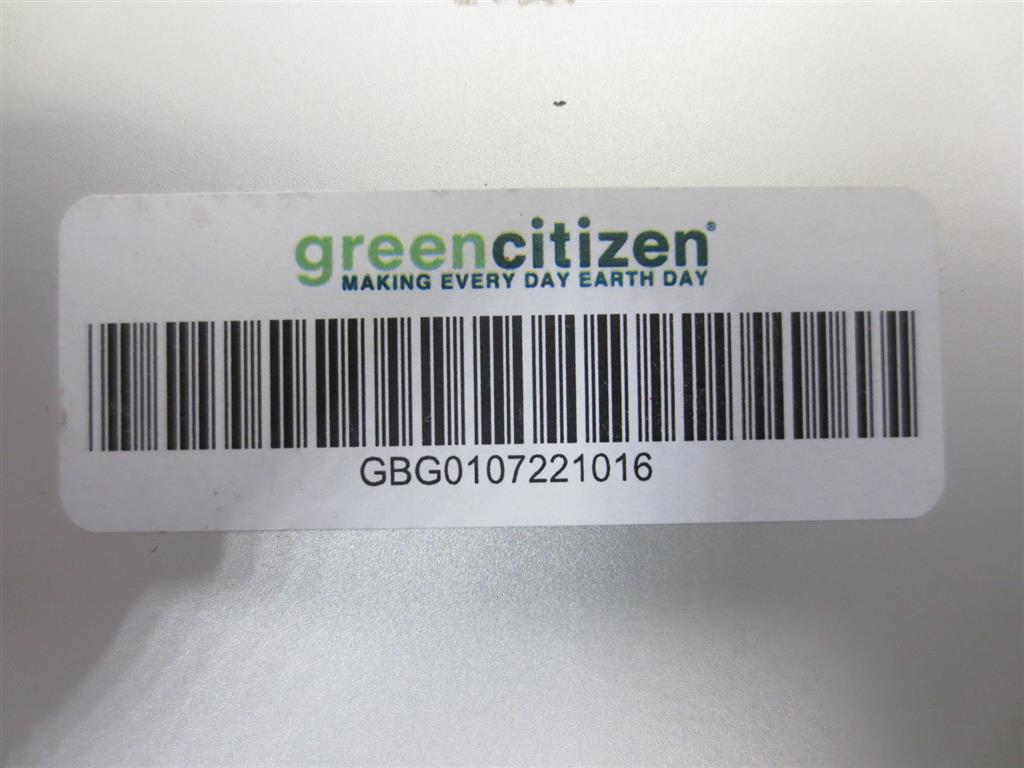 greencitizen®
MAKING EVERY DAY EARTH DAY
GBG0107221016